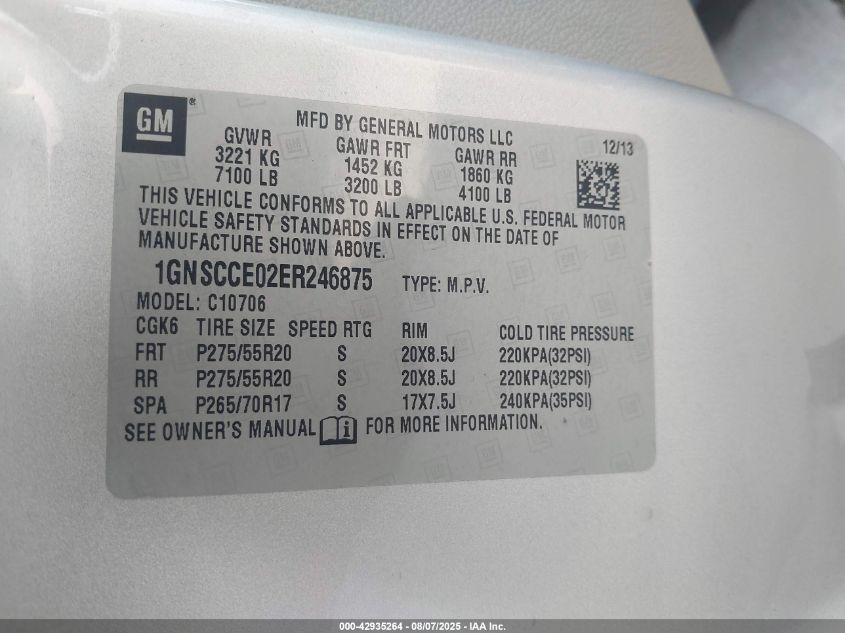 GM ®
MFD BY GENERAL MOTORS LLC 12/13
GVWR GAWR FRT GAWR RR
3221 KG 1452 KG 1860 KG
7100 LB 3200 LB 4100 LB
THIS VEHICLE CONFORMS TO ALL APPLICABLE U.S. FEDERAL MOTOR
VEHICLE SAFETY STANDARDS IN EFFECT ON THE DATE OF
MANUFACTURE SHOWN ABOVE.
1GNSCCE02ER246875 TYPE: M.P.V.
MODEL: C10706
CGK6 TIRE SIZE SPEED RTG RIM COLD TIRE PRESSURE
FRT P275/55R20 S 20X8.5J 220KPA(32PSI)
RR P275/55R20 S 20X8.5J 220KPA(32PSI)
SPA P265/70R17 S 17X7.5J 240KPA(35PSI)
SEE OWNER'S MANUAL i FOR MORE INFORMATION.
000-42935264 - 08/07/2025 - IAA Inc.